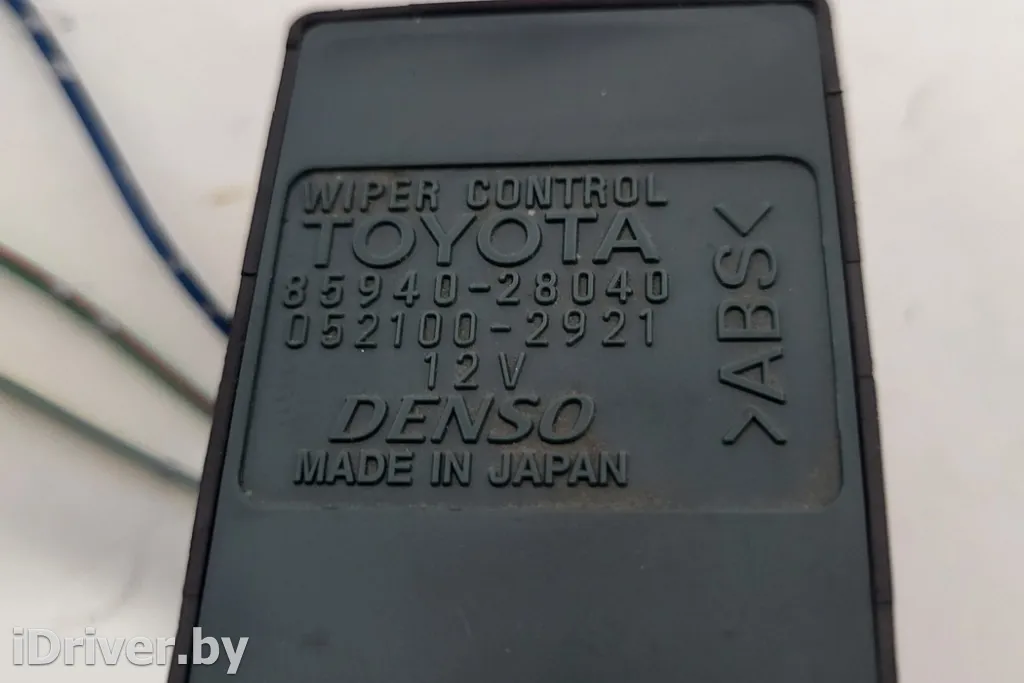 WIPER CONTROL
TOYOTA
85940-28040
052100-2921
12V
DENSO
MADE IN JAPAN
>ABS<
iDriver.by